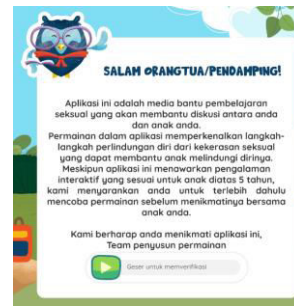 SALAM ORANGTUA/PENDAMPING!
Aplikasi ini adalah media bantu pembelajaran
seksual yang akan membantu diskusi antara anda
dan anak anda.
Permainan dalam aplikasi memperkenalkan langkah-
langkah perlindungan diri dari kekerasan seksual
yang dapat membantu anak melindungi dirinya.
Meskipun aplikasi ini menawarkan pengalaman
interaktif yang sesuai untuk anak diatas 5 tahun,
kami menyarankan anda untuk terlebih dahulu
mencoba permainan sebelum menikmatinya bersama
anak anda.
Kami berharap anda menikmati aplikasi ini,
Team penyusun permainan
Geser untuk memverifikasi